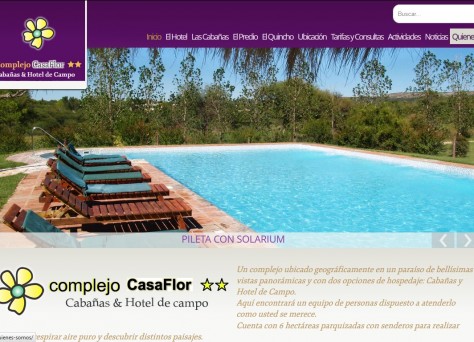 Buscar...
complejo CasaFlor
Cabañas & Hotel de Campo
Inicio El Hotel Las Cabañas El Predio El Quincho Ubicación Tarifas y Consultas Actividades Noticias Quiene
PILETA CON SOLARIUM
complejo CasaFlor
Cabañas & Hotel de campo
Un complejo ubicado geográficamente en un paraíso de bellísimas
vistas panorámicas y con dos opciones de hospedaje: Cabañas y
Hotel de Campo.
Aquí encontrará un equipo de personas dispuesto a atenderlo
como usted se merece.
Cuenta con 6 hectáreas parquizadas con senderos para realizar
uienes-somos/
espirar aire puro y descubrir distintos paisajes.